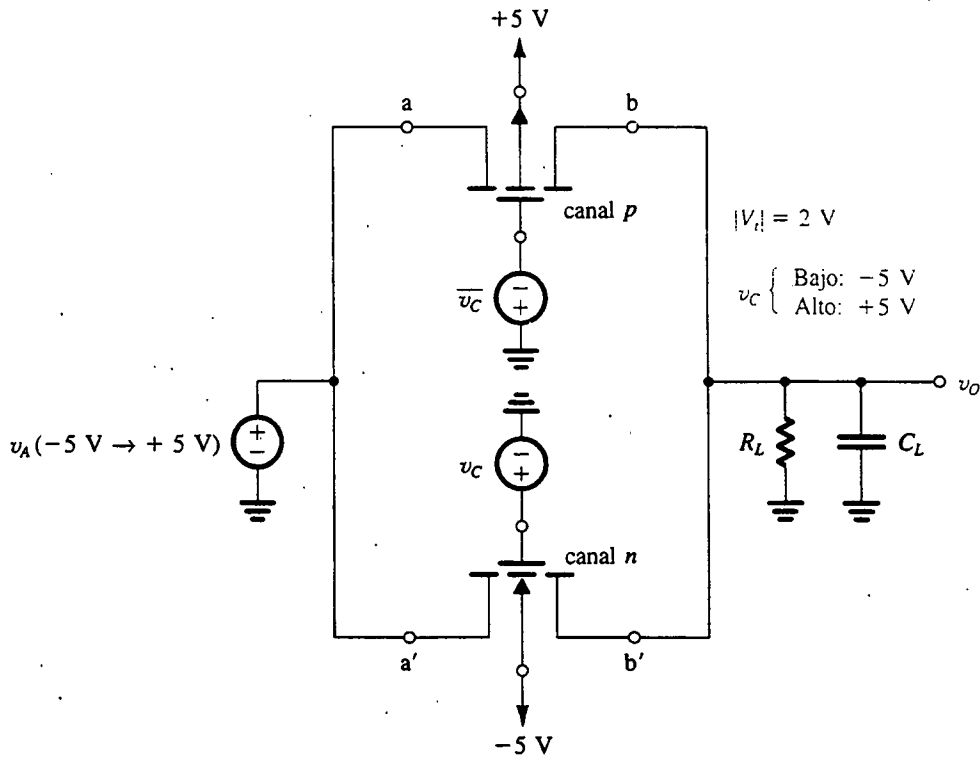 +5 V
a
b
canal p
|V_t| = 2 V
\overline{v_C}
−
+
v_C { Bajo: −5 V
Alto: +5 V
v_O
v_A (−5 V → +5 V)
+
−
v_C
−
+
R_L
C_L
canal n
a′
b′
−5 V